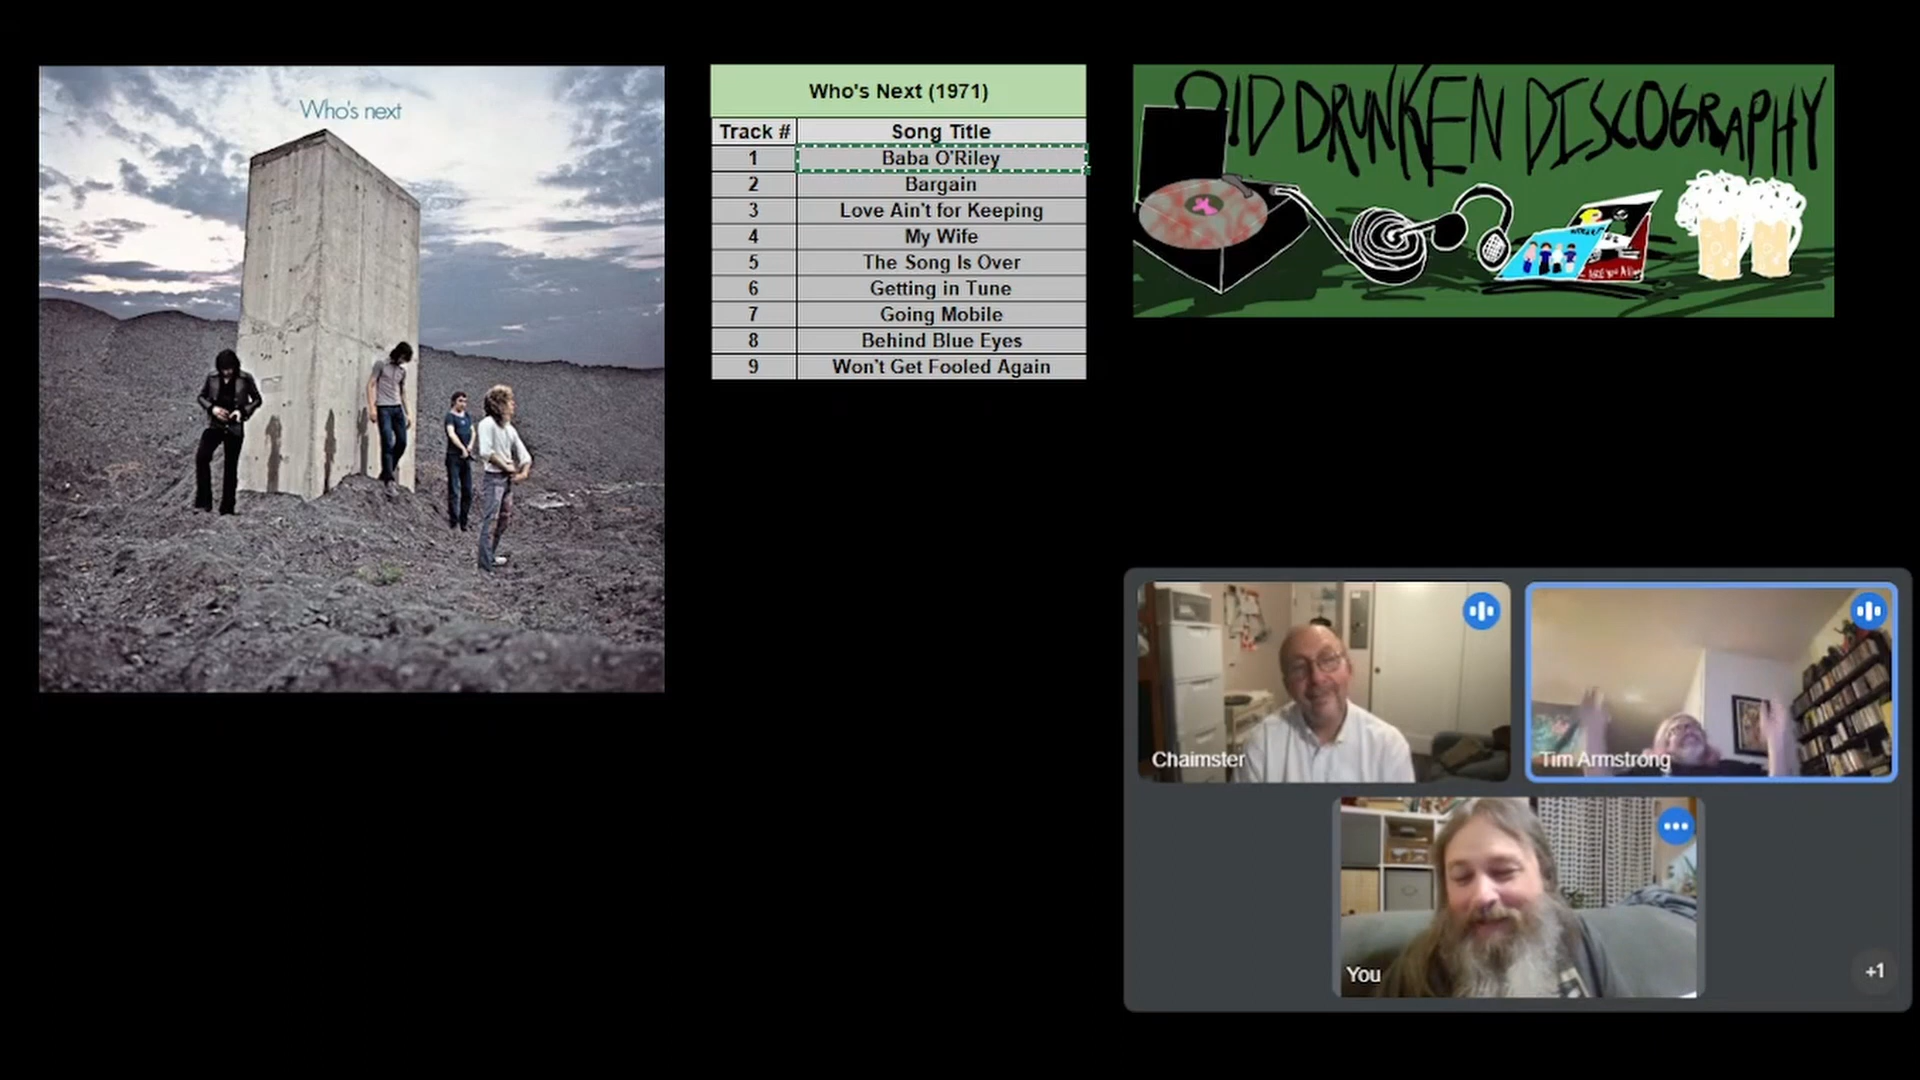 Who's next
Who's Next (1971)
Track # Song Title
1 Baba O'Riley
2 Bargain
3 Love Ain't for Keeping
4 My Wife
5 The Song Is Over
6 Getting in Tune
7 Going Mobile
8 Behind Blue Eyes
9 Won't Get Fooled Again
DRUNKEN DISCOGRAPHY
ARE YOU
Chaimster
Tim Armstrong
You
+1